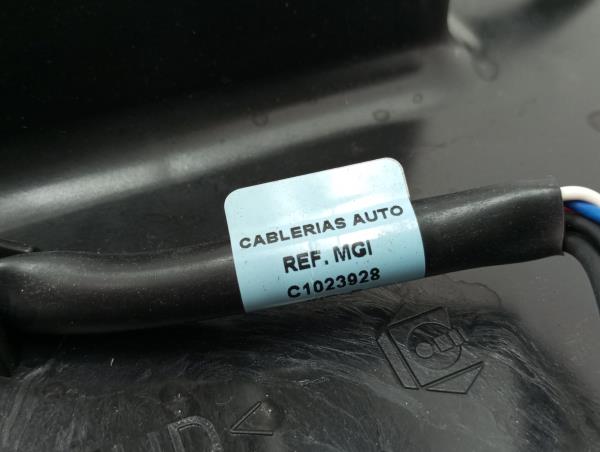 CABLERIAS AUTO
REF. MGI
C1023928